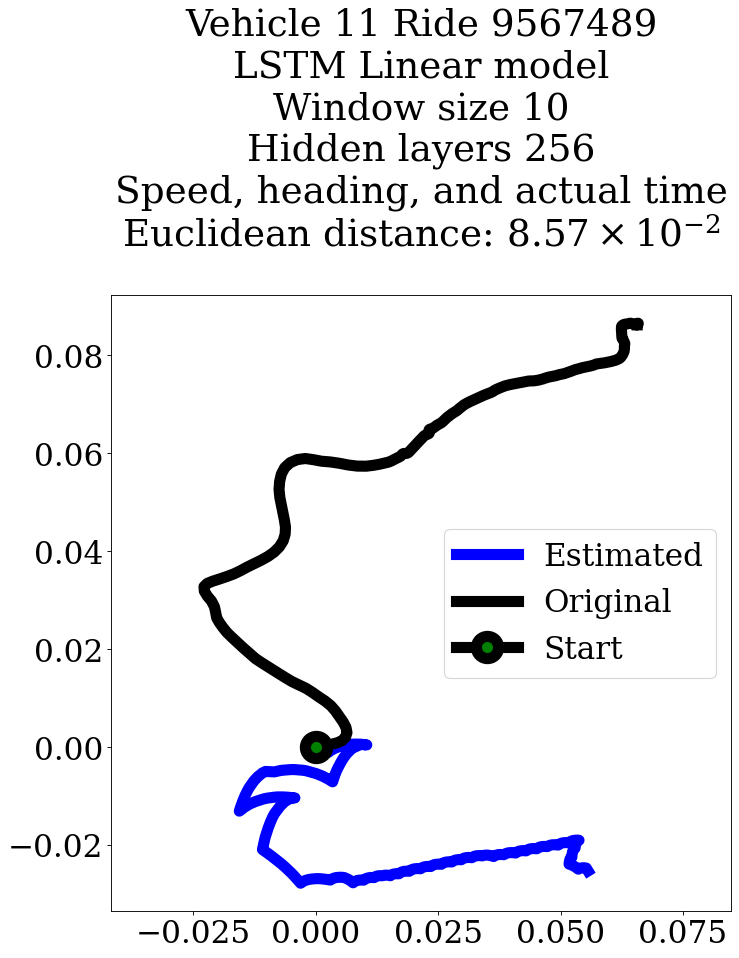 Vehicle 11 Ride 9567489
LSTM Linear model
Window size 10
Hidden layers 256
Speed, heading, and actual time
Euclidean distance: 8.57 × 10⁻²
0.08
0.06
0.04
0.02
0.00
−0.02
Estimated
Original
Start
−0.025 0.000 0.025 0.050 0.075